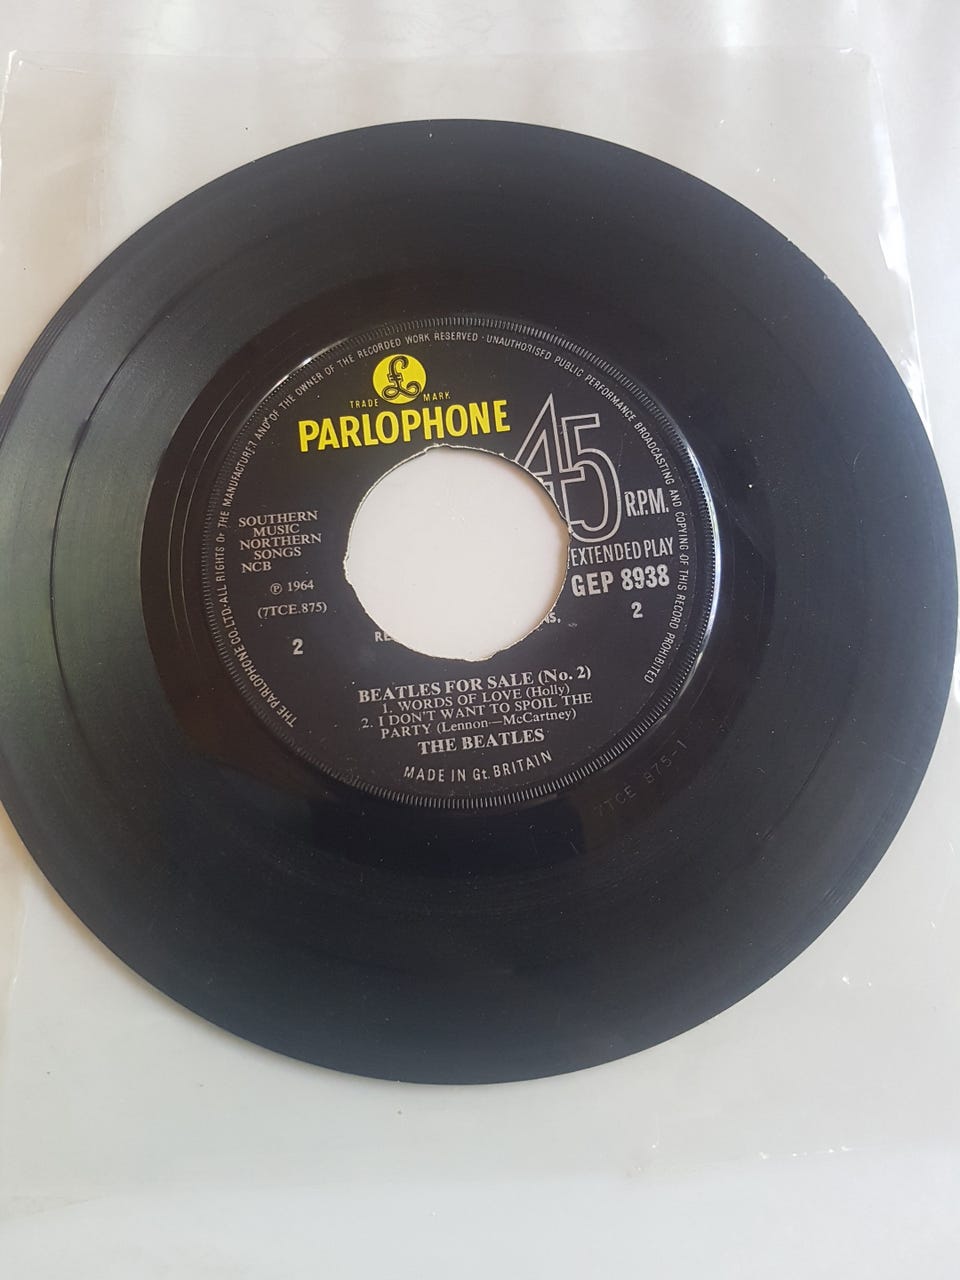 THE PARLOPHONE CO. LTD. ALL RIGHTS OF THE MANUFACTURER AND OF THE OWNER OF THE RECORDED WORK RESERVED · UNAUTHORISED PUBLIC PERFORMANCE BROADCASTING AND COPYING OF THIS RECORD PROHIBITED
£
TRADE MARK
PARLOPHONE
45
R.P.M.
SOUTHERN
MUSIC
NORTHERN
SONGS
NCB
EXTENDED PLAY
GEP 8938
℗ 1964
(7TCE.875)
2
2
BEATLES FOR SALE (No. 2)
1. WORDS OF LOVE (Holly)
2. I DON'T WANT TO SPOIL THE
PARTY (Lennon—McCartney)
THE BEATLES
MADE IN Gt. BRITAIN
7TCE 875-1